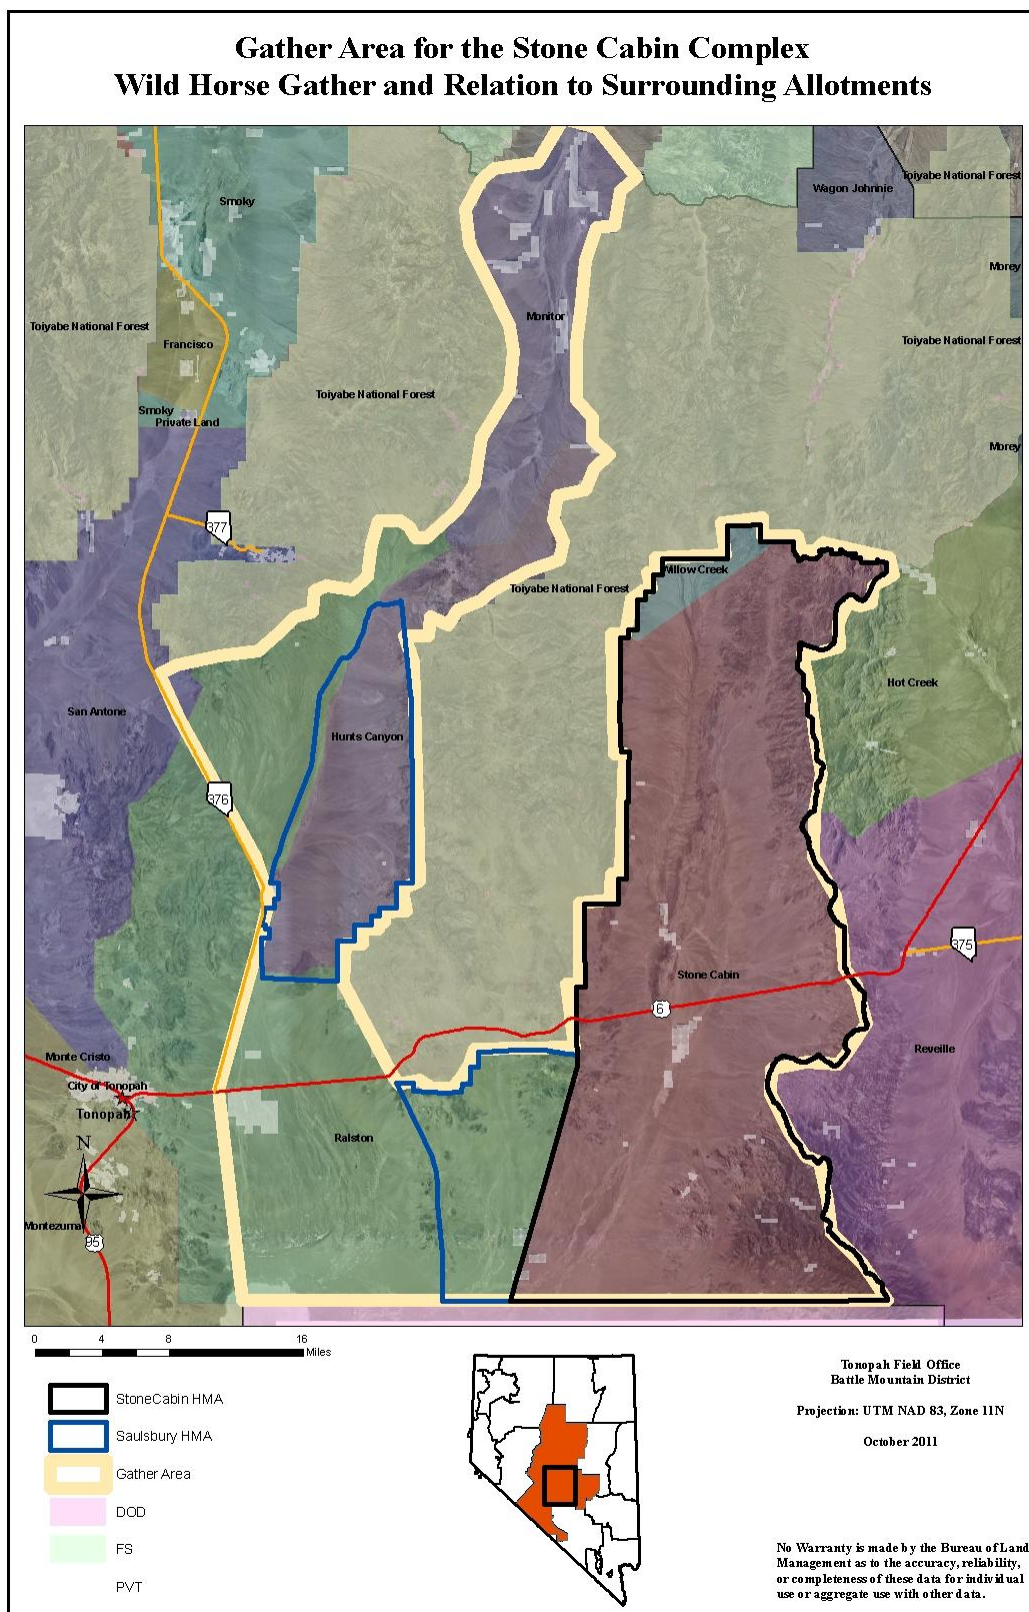 Gather Area for the Stone Cabin Complex
Wild Horse Gather and Relation to Surrounding Allotments
Toiyabe National Forest
Wagon Johnnie
Smoky
Morey
Monitor
Toiyabe National Forest
Toiyabe National Forest
Francisco
Toiyabe National Forest
Smoky
Private Land
Morey
377
Willow Creek
Toiyabe National Forest
Hot Creek
San Antone
Hunts Canyon
376
375
Stone Cabin
6
Reveille
Monte Cristo
City of Tonopah
Tonopah
Ralston
N
Montezuma
95
0 4 8 16
Miles
StoneCabin HMA
Saulsbury HMA
Gather Area
DOD
FS
PVT
Tonopah Field Office
Battle Mountain District
Projection: UTM NAD 83, Zone 11N
October 2011
No Warranty is made by the Bureau of Land
Management as to the accuracy, reliability,
or completeness of these data for individual
use or aggregate use with other data.